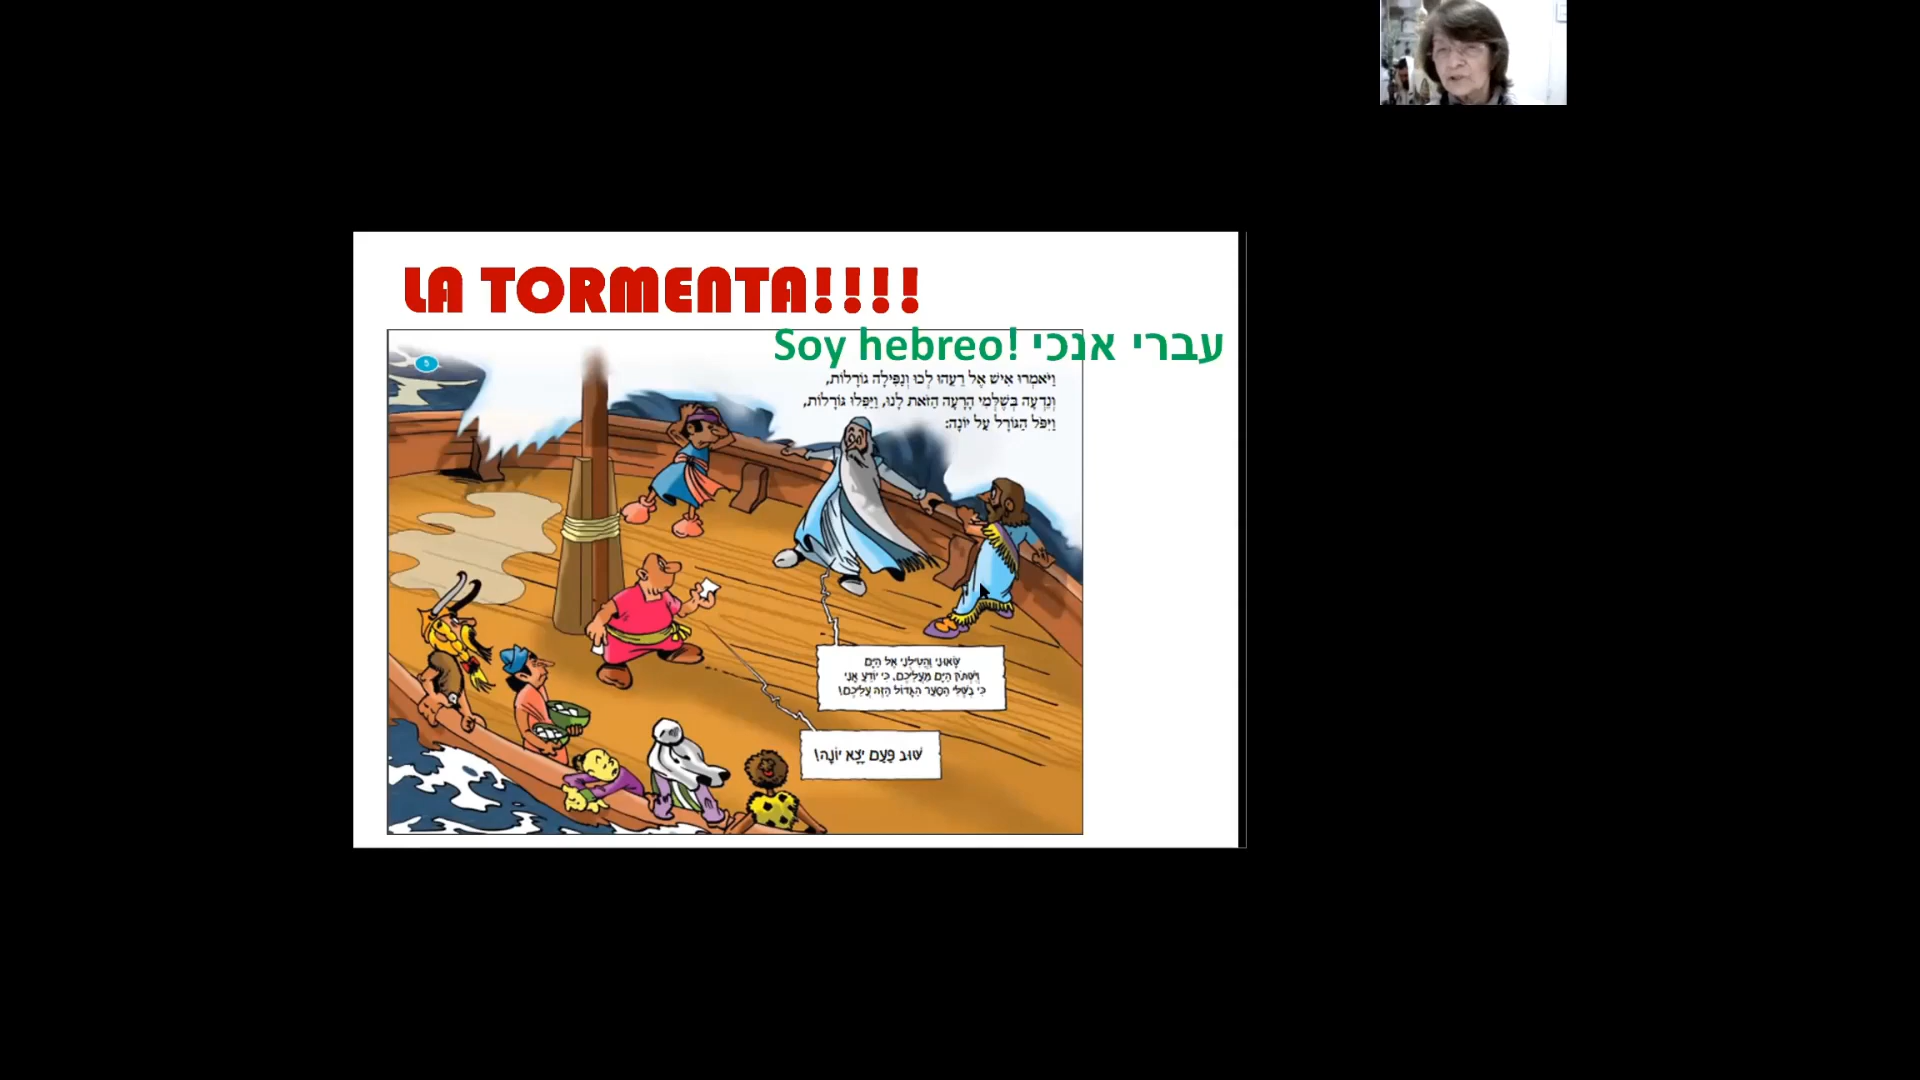 LA TORMENTA!!!!
Soy hebreo! עברי אנכי
5
וַיֹּאמְרוּ אִישׁ אֶל רֵעֵהוּ לְכוּ וְנַפִּילָה גּוֹרָלוֹת,
וְנֵדְעָה בְּשֶׁלְּמִי הָרָעָה הַזֹּאת לָנוּ, וַיַּפִּלוּ גּוֹרָלוֹת,
וַיִּפֹּל הַגּוֹרָל עַל יוֹנָה:
שָׂאוּנִי וַהֲטִילֻנִי אֶל הַיָּם
וְיִשְׁתֹּק הַיָּם מֵעֲלֵיכֶם, כִּי יוֹדֵעַ אָנִי
כִּי בְשֶׁלִּי הַסַּעַר הַגָּדוֹל הַזֶּה עֲלֵיכֶם!
שׁוּב פַּעַם יָצָא יוֹנָה!